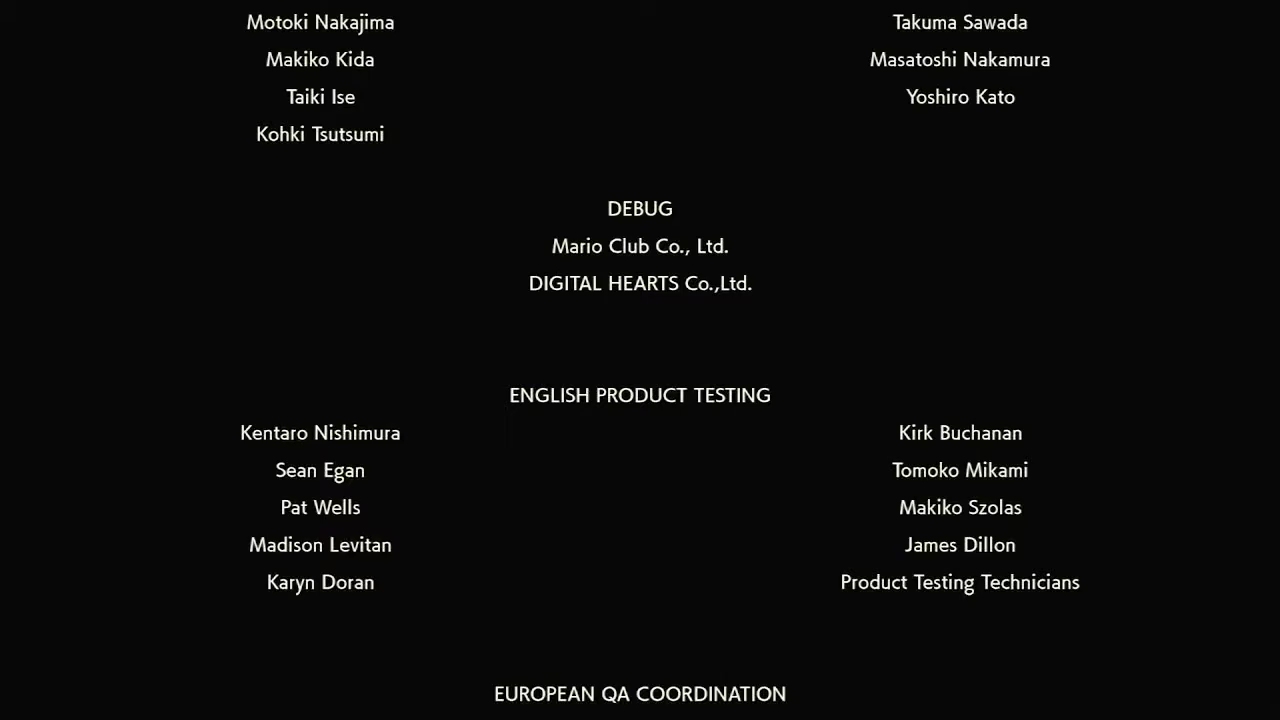 Motoki Nakajima
Takuma Sawada
Makiko Kida
Masatoshi Nakamura
Taiki Ise
Yoshiro Kato
Kohki Tsutsumi
DEBUG
Mario Club Co., Ltd.
DIGITAL HEARTS Co.,Ltd.
ENGLISH PRODUCT TESTING
Kentaro Nishimura
Kirk Buchanan
Sean Egan
Tomoko Mikami
Pat Wells
Makiko Szolas
Madison Levitan
James Dillon
Karyn Doran
Product Testing Technicians
EUROPEAN QA COORDINATION